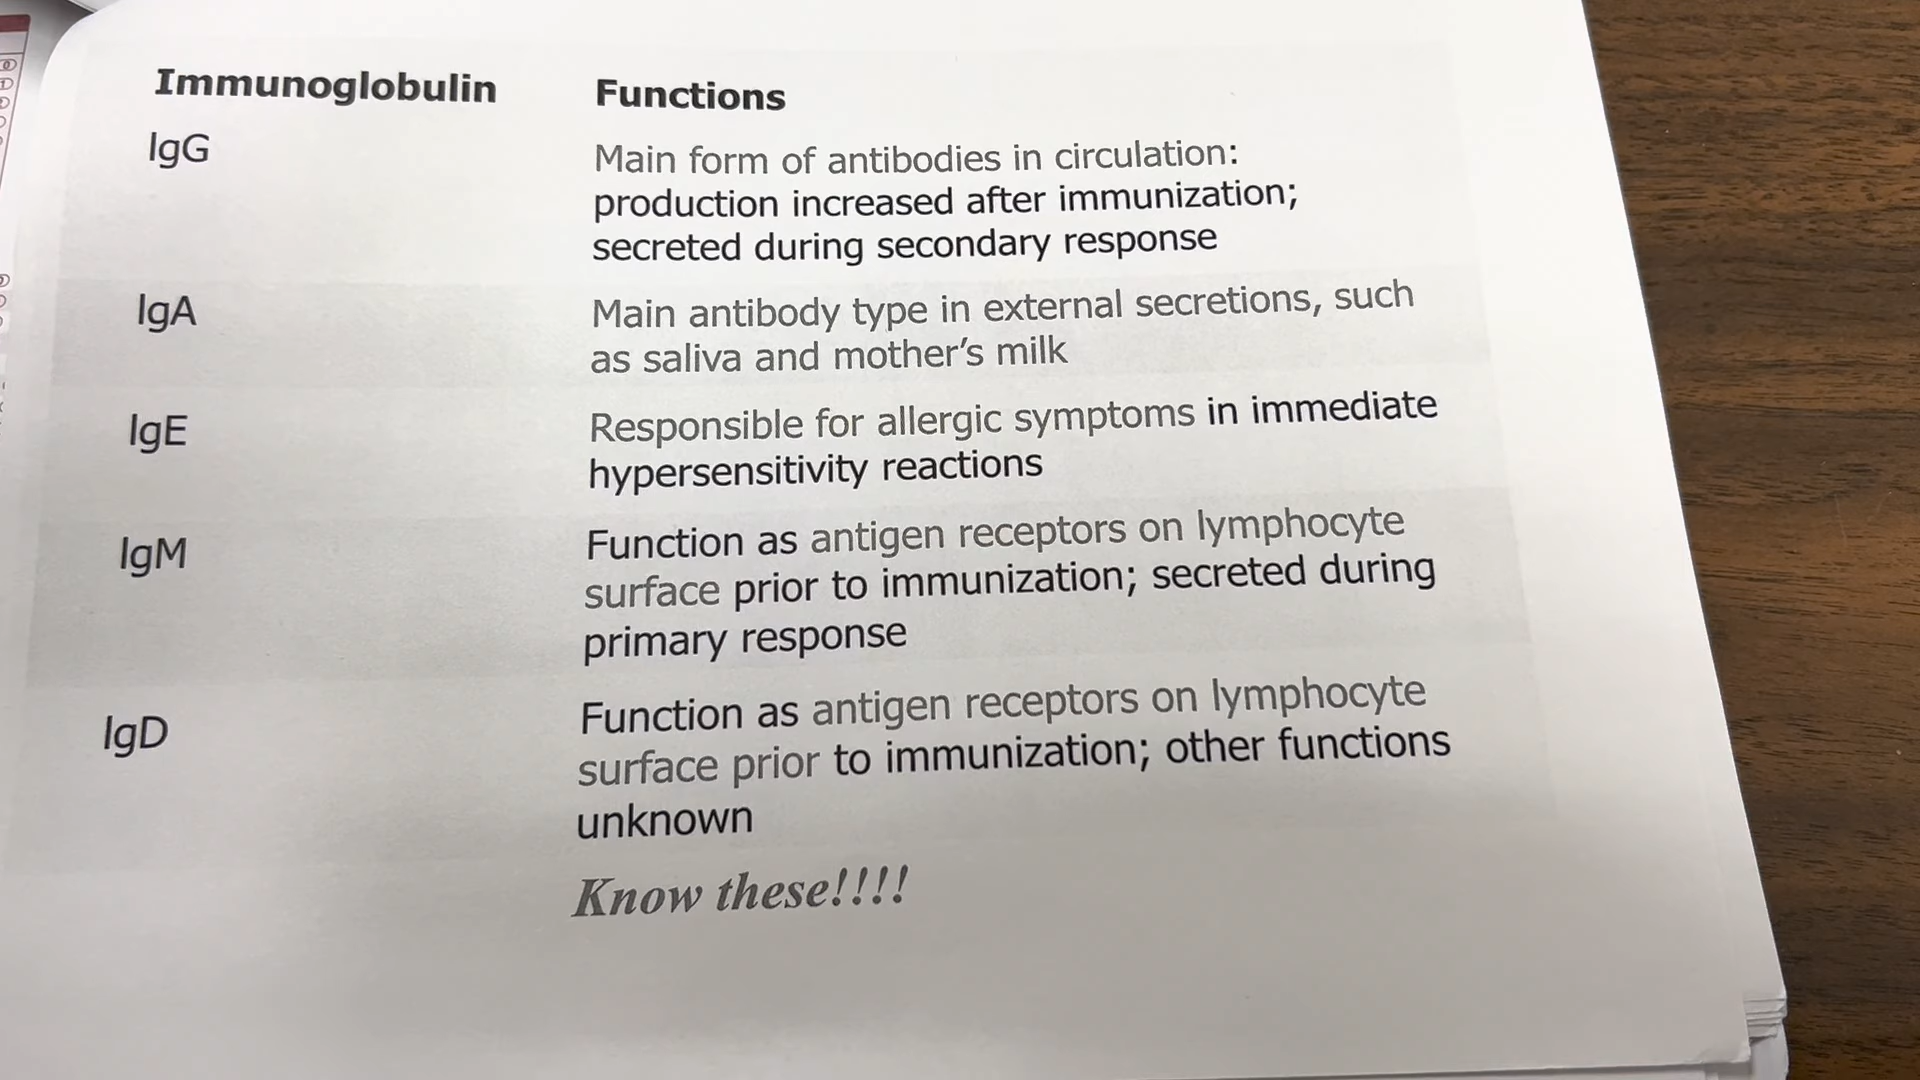 Immunoglobulin Functions
IgG Main form of antibodies in circulation:
production increased after immunization;
secreted during secondary response
IgA Main antibody type in external secretions, such
as saliva and mother’s milk
IgE Responsible for allergic symptoms in immediate
hypersensitivity reactions
IgM Function as antigen receptors on lymphocyte
surface prior to immunization; secreted during
primary response
IgD Function as antigen receptors on lymphocyte
surface prior to immunization; other functions
unknown
Know these!!!!